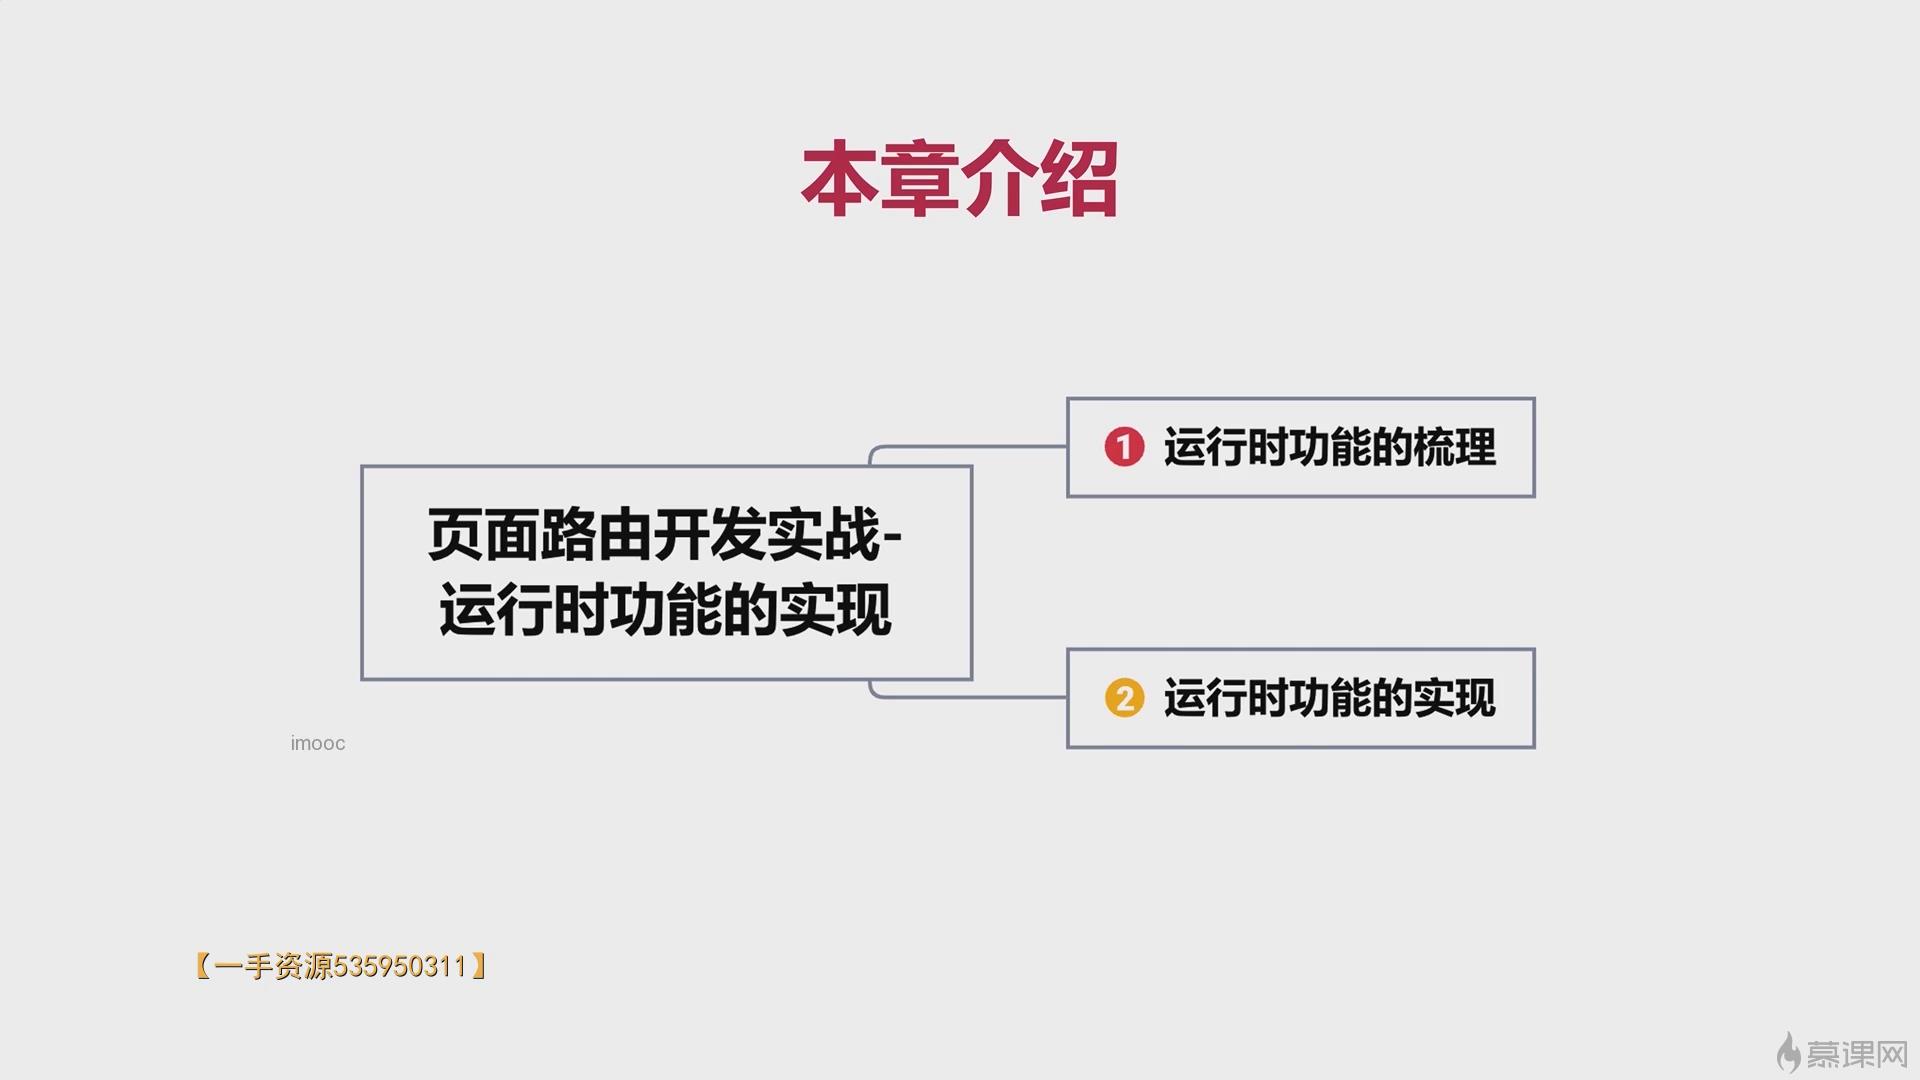 本章介绍
页面路由开发实战-
运行时功能的实现
1 运行时功能的梳理
2 运行时功能的实现
imooc
【一手资源535950311】
慕课网